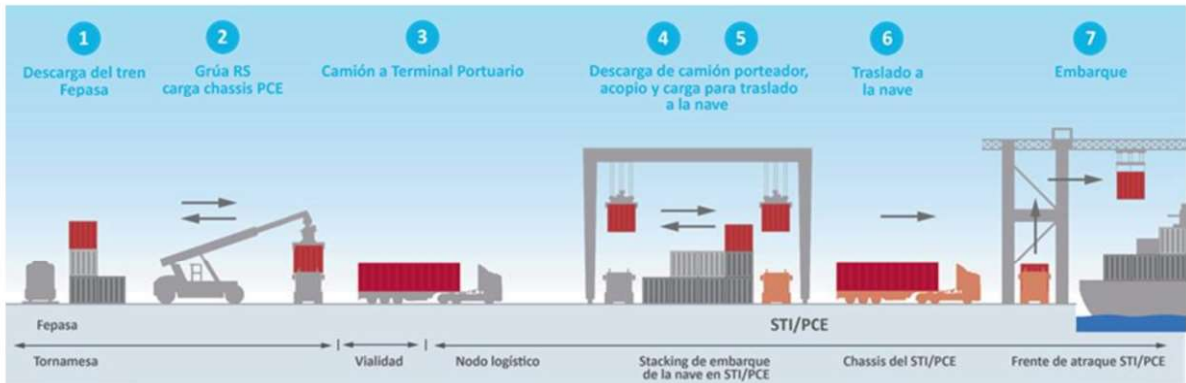 1
Descarga del tren
Fepasa
2
Grúa RS
carga chassis PCE
3
Camión a Terminal Portuario
4
5
Descarga de camión porteador,
acopio y carga para traslado
a la nave
6
Traslado a
la nave
7
Embarque
Fepasa
STI/PCE
Tornamesa
Vialidad
Nodo logístico
Stacking de embarque
de la nave en STI/PCE
Chassis del STI/PCE
Frente de atraque STI/PCE